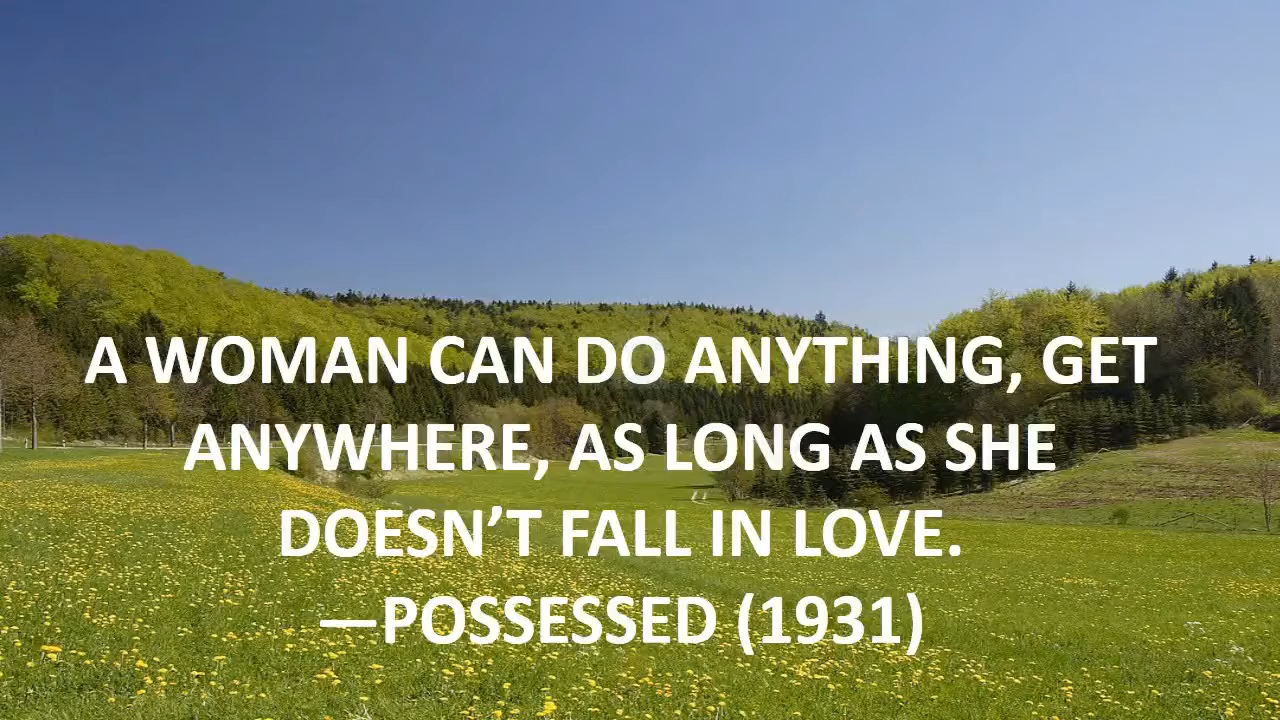 A WOMAN CAN DO ANYTHING, GET
ANYWHERE, AS LONG AS SHE
DOESN’T FALL IN LOVE.
—POSSESSED (1931)